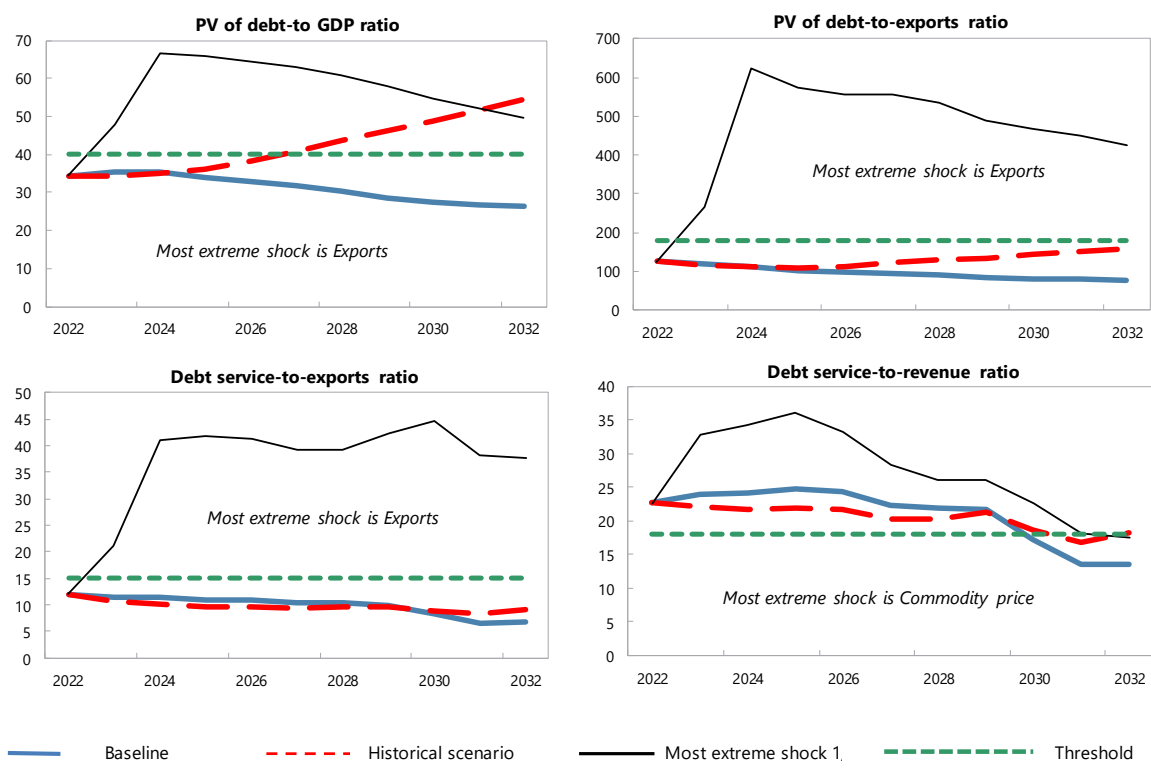 PV of debt-to GDP ratio
70
60
50
40
30
20
10
0
2022 2024 2026 2028 2030 2032
Most extreme shock is Exports
PV of debt-to-exports ratio
700
600
500
400
300
200
100
0
2022 2024 2026 2028 2030 2032
Most extreme shock is Exports
Debt service-to-exports ratio
50
45
40
35
30
25
20
15
10
5
0
2022 2024 2026 2028 2030 2032
Most extreme shock is Exports
Debt service-to-revenue ratio
40
35
30
25
20
15
10
5
0
2022 2024 2026 2028 2030 2032
Most extreme shock is Commodity price
Baseline Historical scenario Most extreme shock 1, Threshold